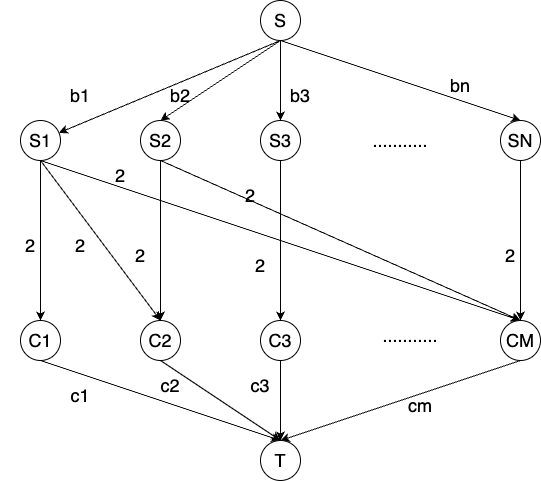 S
b1
b2
b3
bn
S1
S2
S3
...........
SN
2
2
2
2
2
2
2
C1
C2
C3
...........
CM
c1
c2
c3
cm
T